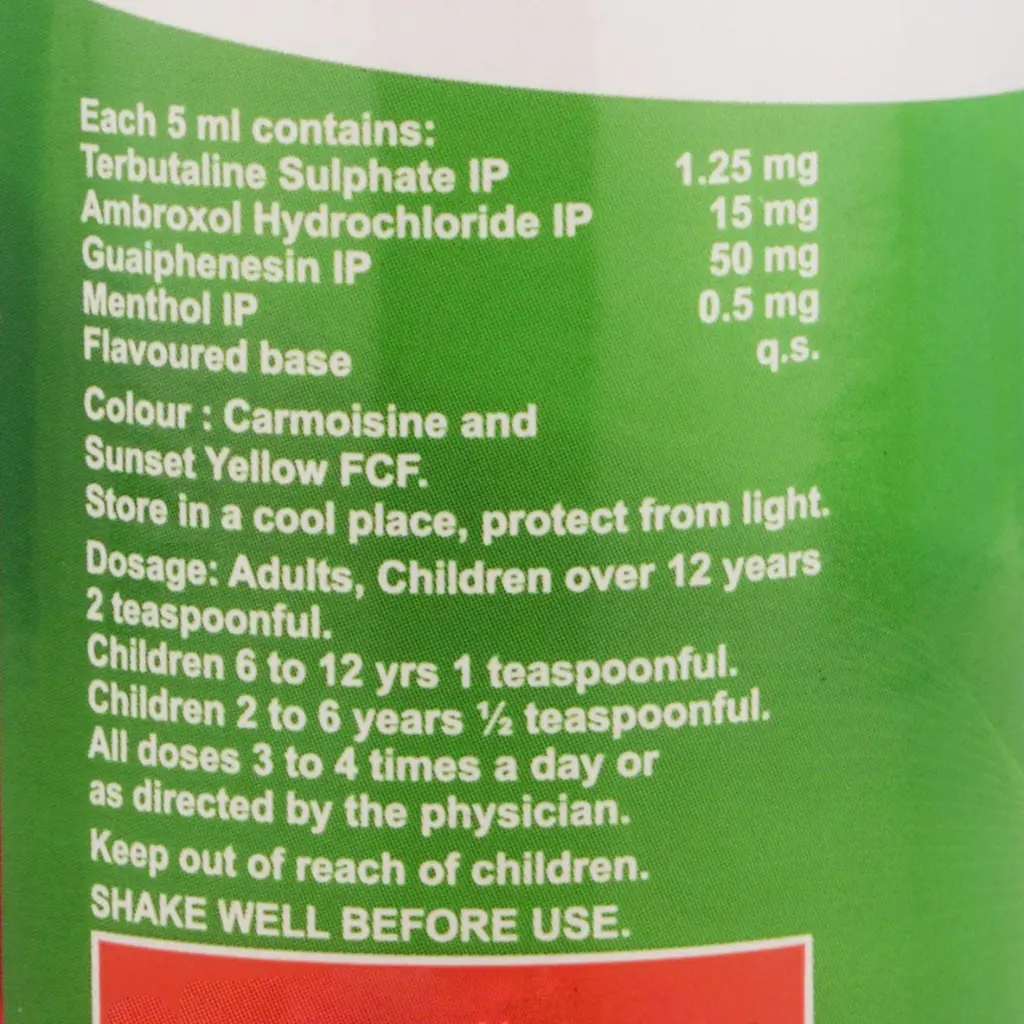 Each 5 ml contains:
Terbutaline Sulphate IP 1.25 mg
Ambroxol Hydrochloride IP 15 mg
Guaiphenesin IP 50 mg
Menthol IP 0.5 mg
Flavoured base q.s.
Colour : Carmoisine and
Sunset Yellow FCF.
Store in a cool place, protect from light.
Dosage: Adults, Children over 12 years
2 teaspoonful.
Children 6 to 12 yrs 1 teaspoonful.
Children 2 to 6 years ½ teaspoonful.
All doses 3 to 4 times a day or
as directed by the physician.
Keep out of reach of children.
SHAKE WELL BEFORE USE.